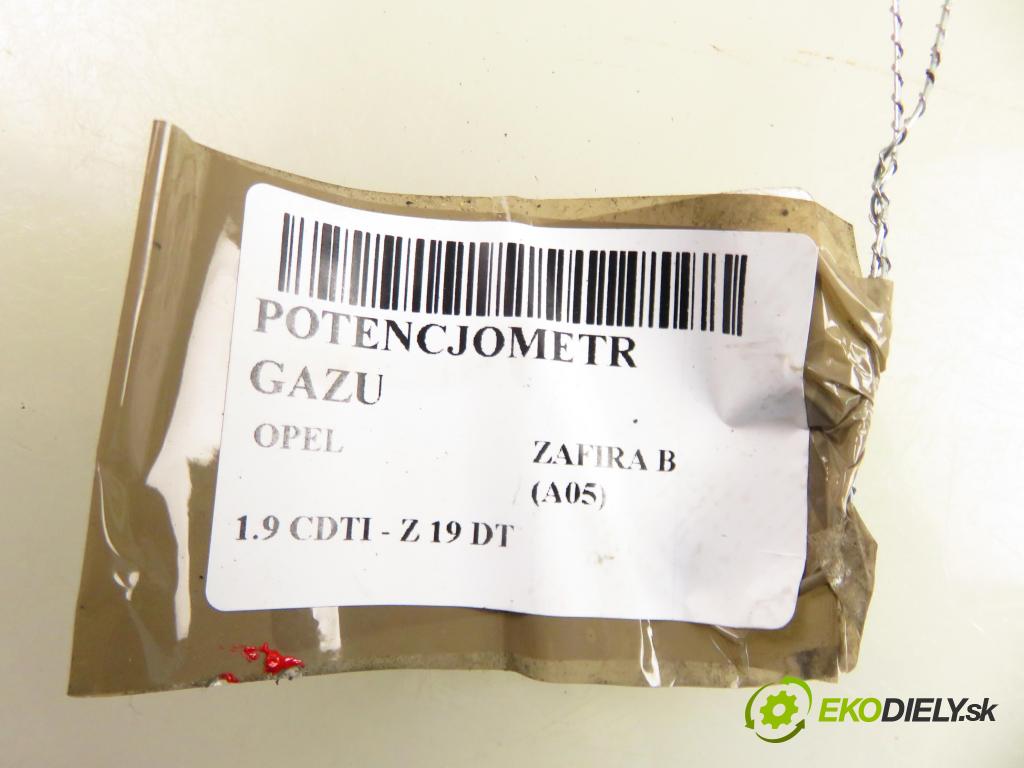 POTENCJOMETR
GAZU
OPEL
ZAFIRA B
(A05)
1.9 CDTI - Z 19 DT
EKODIELY.sk